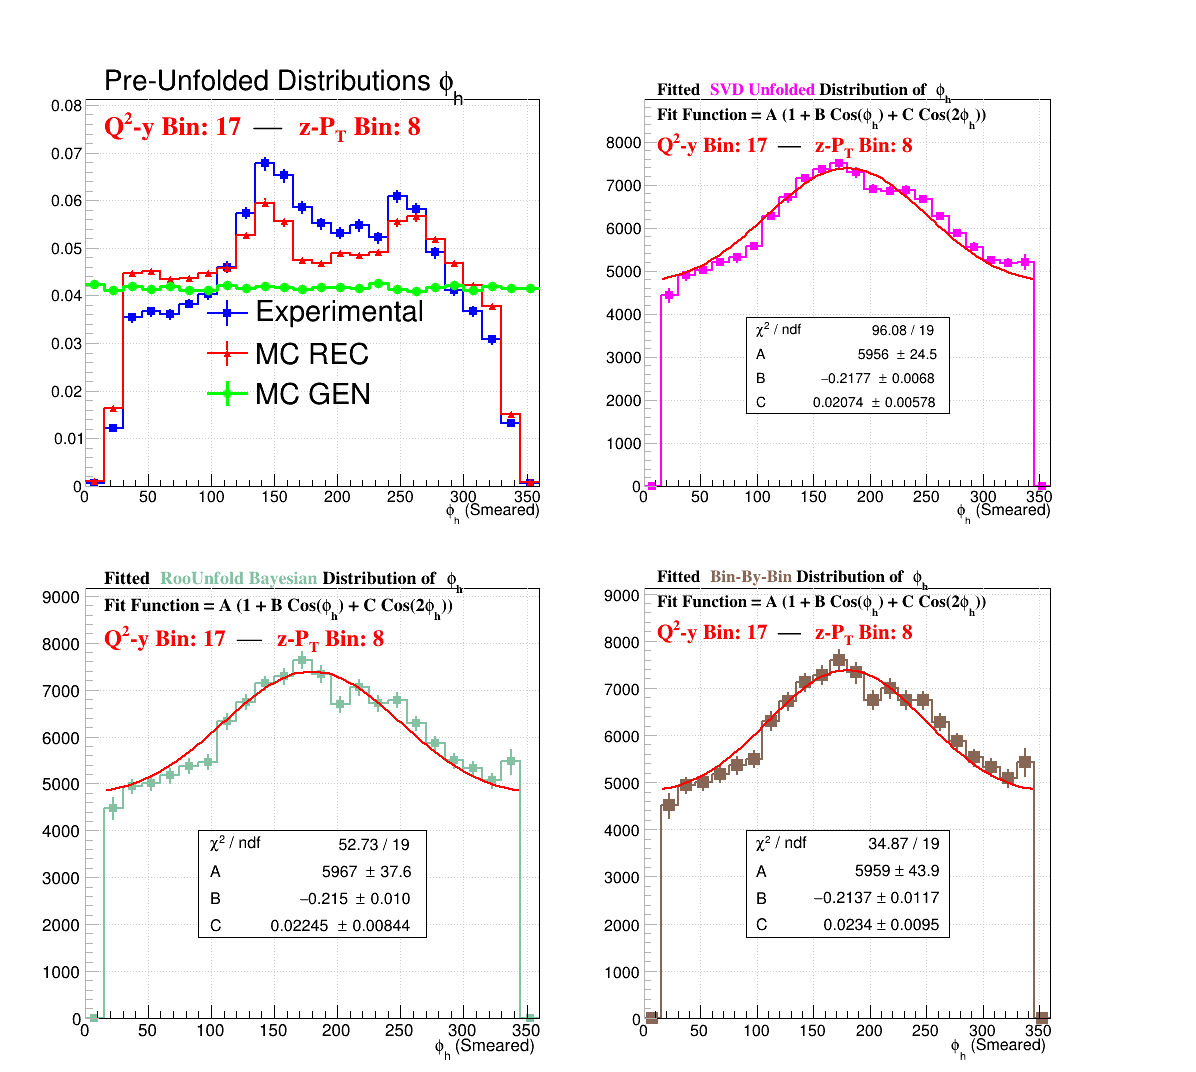 Pre-Unfolded Distributions ϕh
Q²-y Bin: 17 — z-PT Bin: 8
0.08
0.07
0.06
0.05
0.04
0.03
0.02
0.01
0
Experimental
MC REC
MC GEN
0 50 100 150 200 250 300 350
ϕh (Smeared)
Fitted SVD Unfolded Distribution of ϕh
Fit Function = A (1 + B Cos(ϕh) + C Cos(2ϕh))
Q²-y Bin: 17 — z-PT Bin: 8
8000
7000
6000
5000
4000
3000
2000
1000
0
χ² / ndf 96.08 / 19
A 5956 ± 24.5
B −0.2177 ± 0.0068
C 0.02074 ± 0.00578
0 50 100 150 200 250 300 350
ϕh (Smeared)
Fitted RooUnfold Bayesian Distribution of ϕh
Fit Function = A (1 + B Cos(ϕh) + C Cos(2ϕh))
Q²-y Bin: 17 — z-PT Bin: 8
9000
8000
7000
6000
5000
4000
3000
2000
1000
0
χ² / ndf 52.73 / 19
A 5967 ± 37.6
B −0.215 ± 0.010
C 0.02245 ± 0.00844
0 50 100 150 200 250 300 350
ϕh (Smeared)
Fitted Bin-By-Bin Distribution of ϕh
Fit Function = A (1 + B Cos(ϕh) + C Cos(2ϕh))
Q²-y Bin: 17 — z-PT Bin: 8
9000
8000
7000
6000
5000
4000
3000
2000
1000
0
χ² / ndf 34.87 / 19
A 5959 ± 43.9
B −0.2137 ± 0.0117
C 0.0234 ± 0.0095
0 50 100 150 200 250 300 350
ϕh (Smeared)